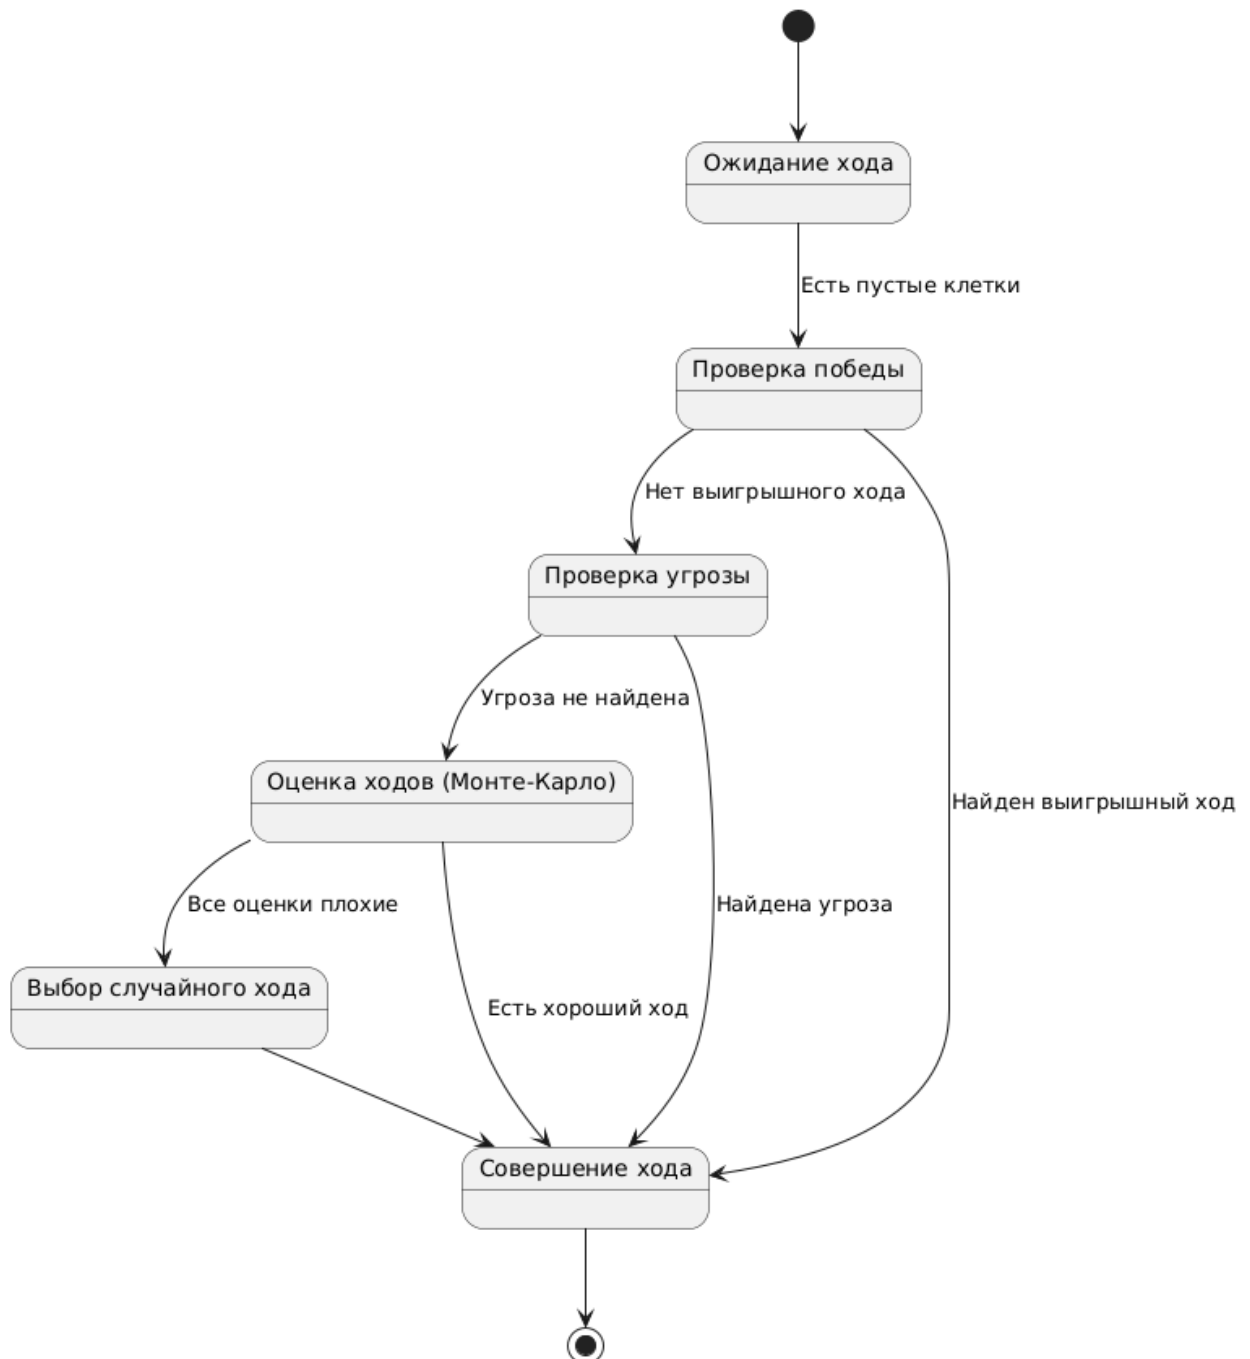 Ожидание хода
Есть пустые клетки
Проверка победы
Нет выигрышного хода
Проверка угрозы
Угроза не найдена
Оценка ходов (Монте-Карло)
Найден выигрышный ход
Все оценки плохие
Найдена угроза
Выбор случайного хода
Есть хороший ход
Совершение хода